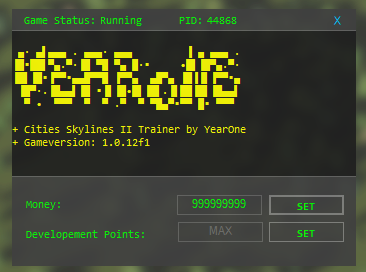 Game Status: Running PID: 44868 X
+ Cities Skylines II Trainer by YearOne
+ Gameversion: 1.0.12f1
Money: 999999999 SET
Developement Points: MAX SET